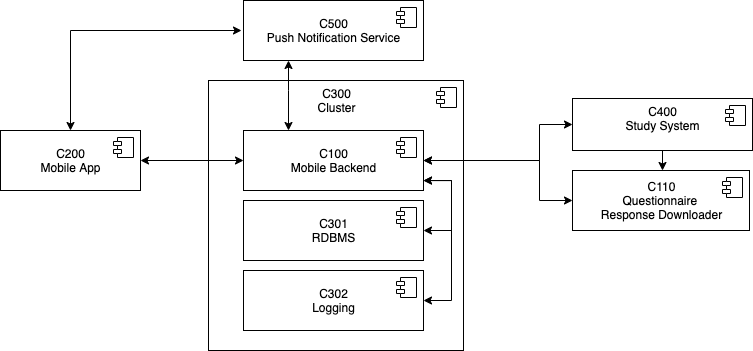 C500
Push Notification Service
C300
Cluster
C400
Study System
C200
Mobile App
C100
Mobile Backend
C110
Questionnaire
Response Downloader
C301
RDBMS
C302
Logging